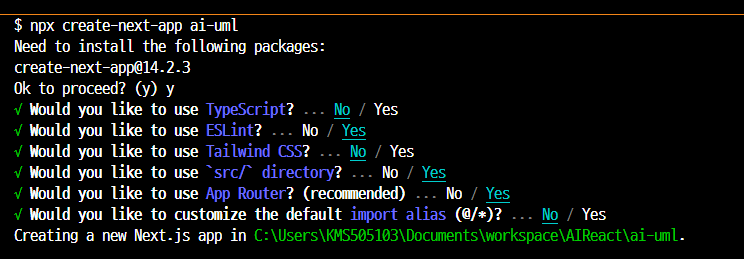 $ npx create-next-app ai-uml
Need to install the following packages:
create-next-app@14.2.3
Ok to proceed? (y) y
√ Would you like to use TypeScript? ... No / Yes
√ Would you like to use ESLint? ... No / Yes
√ Would you like to use Tailwind CSS? ... No / Yes
√ Would you like to use `src/` directory? ... No / Yes
√ Would you like to use App Router? (recommended) ... No / Yes
√ Would you like to customize the default import alias (@/*)? ... No / Yes
Creating a new Next.js app in C:\Users\KMS505103\Documents\workspace\AIReact\ai-uml.